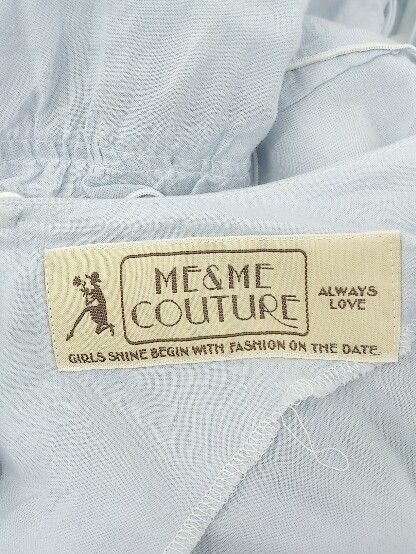 ME&ME
COUTURE
ALWAYS
LOVE
GIRLS SHINE BEGIN WITH FASHION ON THE DATE.